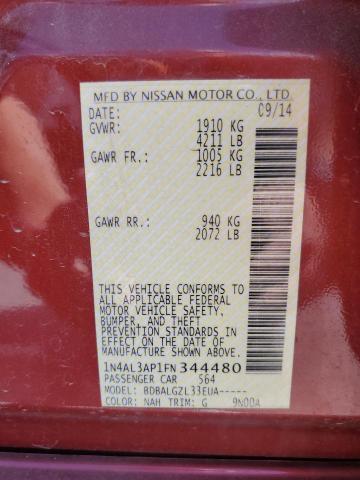 MFD BY NISSAN MOTOR CO., LTD.
DATE: 09/14
GVWR: 1910 KG
4211 LB
GAWR FR.: 1005 KG
2216 LB
GAWR RR.: 940 KG
2072 LB
THIS VEHICLE CONFORMS TO
ALL APPLICABLE FEDERAL
MOTOR VEHICLE SAFETY,
BUMPER, AND THEFT
PREVENTION STANDARDS IN
EFFECT ON THE DATE OF
MANUFACTURE SHOWN ABOVE.
1N4AL3AP1FN344480
PASSENGER CAR 564
MODEL: BDBALGZL33EUA-----
COLOR: NAH TRIM: G 9N00A